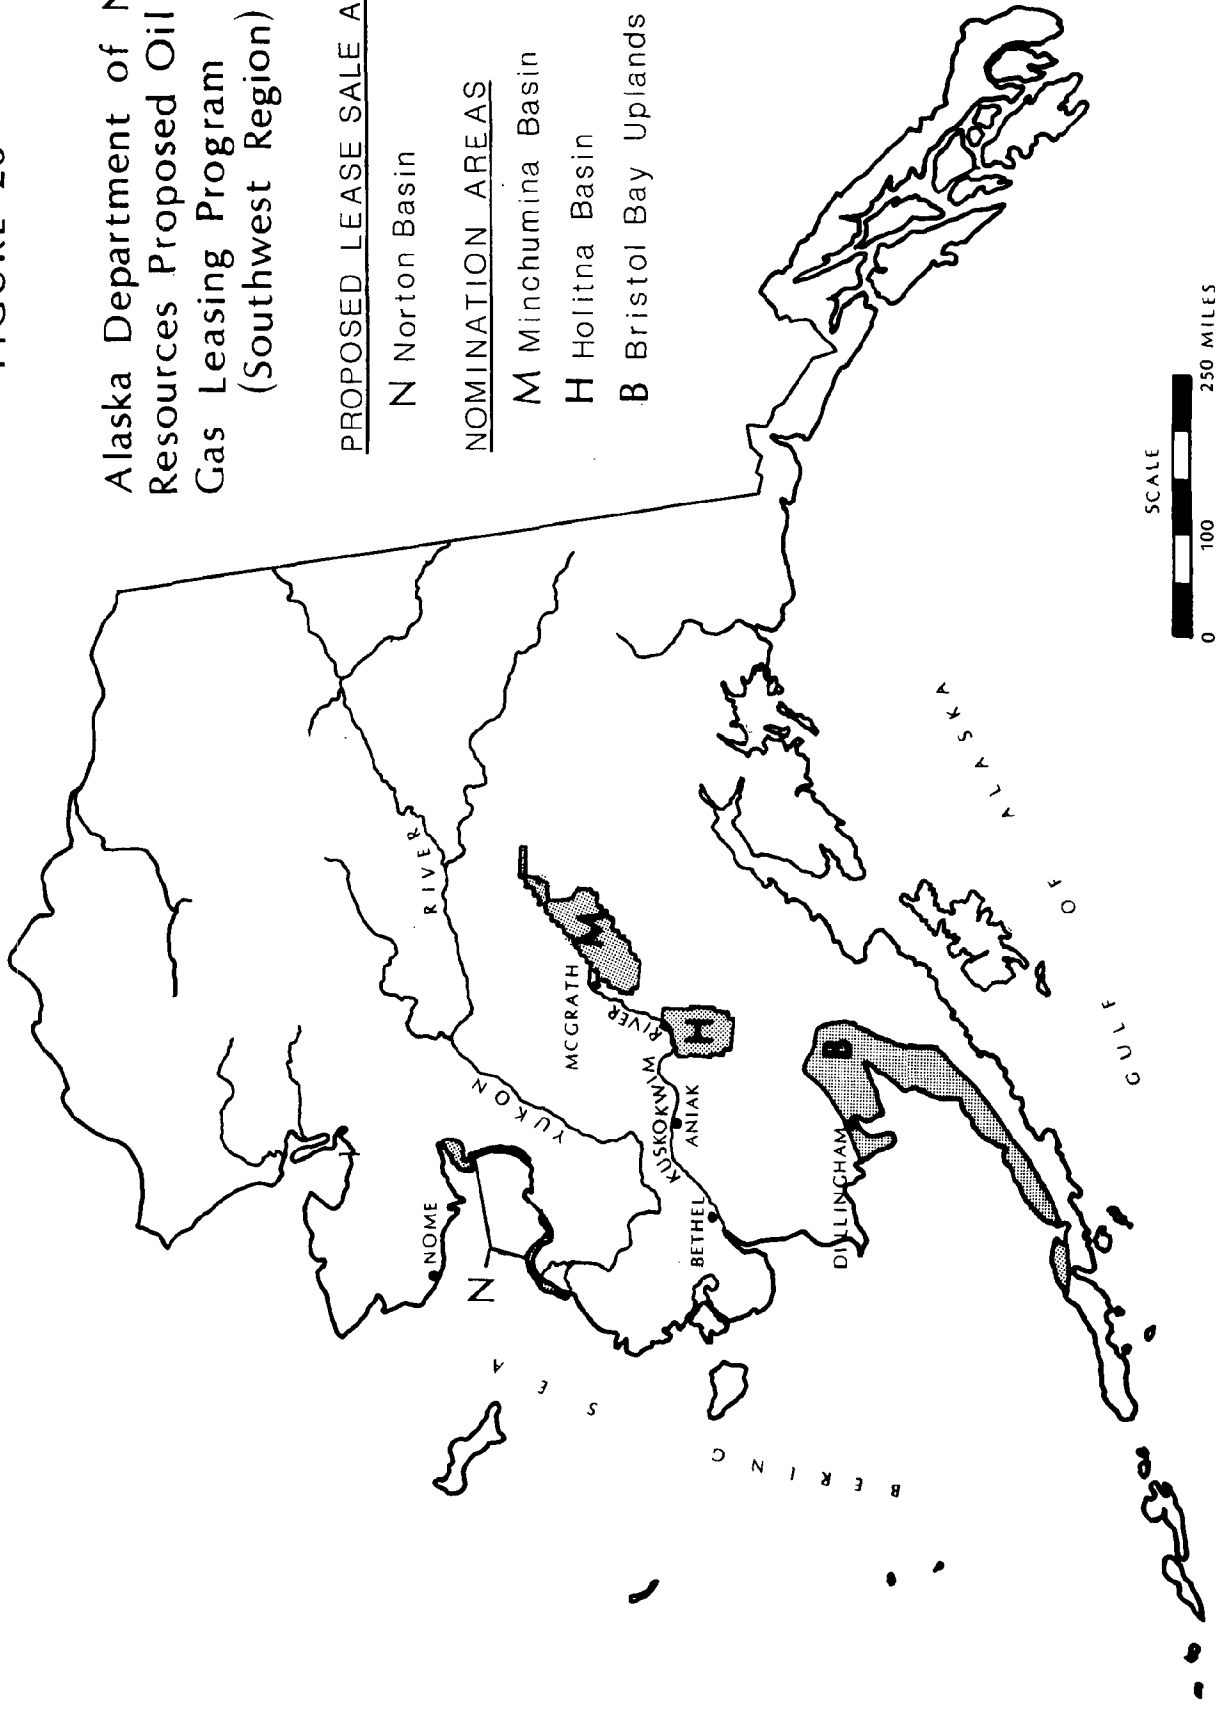 Alaska Department of
Resources Proposed Oil
Gas Leasing Program
(Southwest Region)
PROPOSED LEASE SALE A
N Norton Basin
NOMINATION AREAS
M Minchumina Basin
H Holitna Basin
B Bristol Bay Uplands
RIVER
YUKON
NOME
N
MCGRATH
M
KUSKOKWIM RIVER
H
ANIAK
BETHEL
DILLINGHAM
B
BERING SEA
GULF OF ALASKA
SCALE
0 100 250 MILES